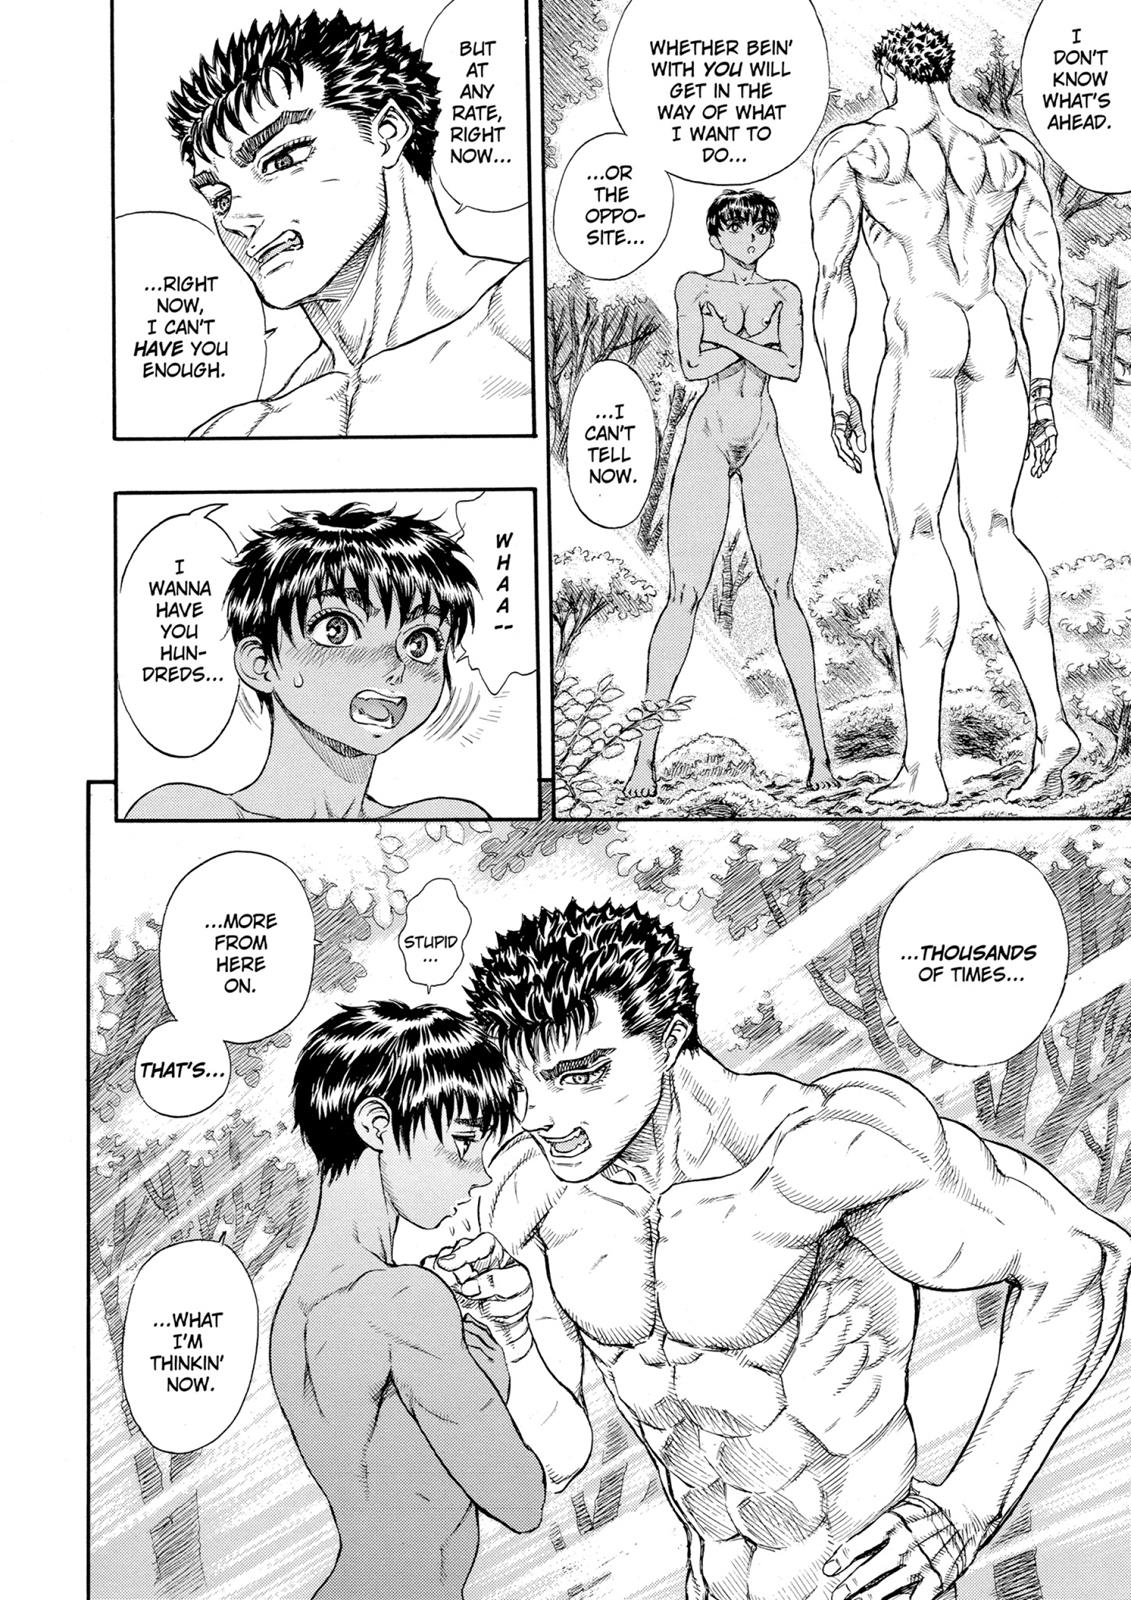 I
DON'T
KNOW
WHAT'S
AHEAD.
WHETHER BEIN'
WITH YOU WILL
GET IN THE
WAY OF WHAT
I WANT TO
DO...
...OR
THE
OPPO-
SITE...
...I
CAN'T
TELL
NOW.
BUT
AT
ANY
RATE,
RIGHT
NOW...
...RIGHT
NOW,
I CAN'T
HAVE YOU
ENOUGH.
WHAA--
I
WANNA
HAVE
YOU
HUN-
DREDS...
...THOUSANDS
OF TIMES...
STUPID
...
...MORE
FROM
HERE
ON.
THAT'S...
...WHAT
I'M
THINKIN'
NOW.